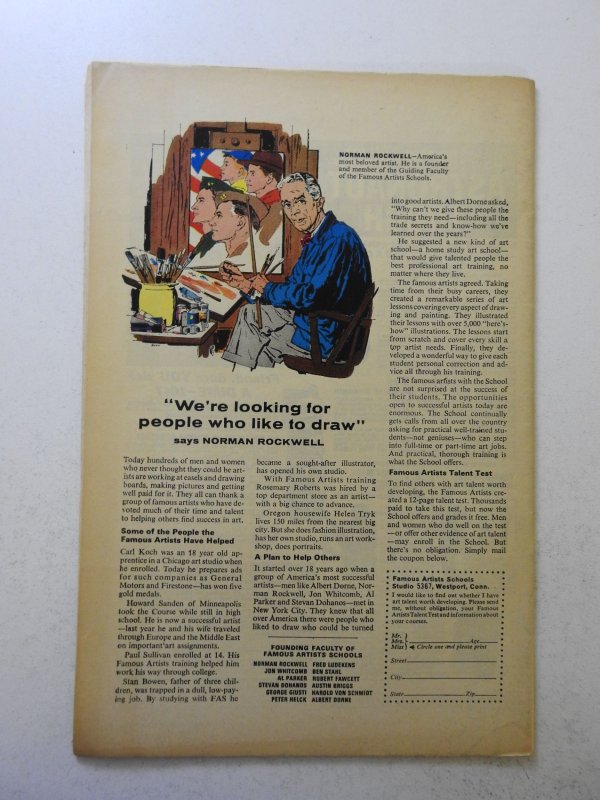 NORMAN ROCKWELL—America's
most beloved artist. He is a founder
and member of the Guiding Faculty
of the Famous Artists Schools.
"We're looking for
people who like to draw"
says NORMAN ROCKWELL
Today hundreds of men and women
who never thought they could be art-
ists are working at easels and drawing
boards, making pictures and getting
well paid for it. They all can thank a
group of famous artists who have de-
voted much of their time and talent
to helping others find success in art.
Some of the People the
Famous Artists Have Helped
Carl Koch was an 18 year old ap-
prentice in a Chicago art studio when
he enrolled. Today he prepares ads
for such companies as General
Motors and Firestone—has won five
gold medals.
Howard Sanden of Minneapolis
took the Course while still in high
school. He is now a successful artist
—last year he and his wife traveled
through Europe and the Middle East
on important art assignments.
Paul Sullivan enrolled at 14. His
Famous Artists training helped him
work his way through college.
Stan Bowen, father of three chil-
dren, was trapped in a dull, low-pay-
ing job. By studying with FAS he
became a sought-after illustrator,
has opened his own studio.
With Famous Artists training
Rosemary Roberts was hired by a
top department store as an artist—
with a big chance to advance.
Oregon housewife Helen Tryk
lives 150 miles from the nearest big
city. But she does fashion illustration,
has her own studio, runs an art work-
shop, does portraits.
A Plan to Help Others
It started over 18 years ago when a
group of America's most successful
artists—men like Albert Dorne, Nor-
man Rockwell, Jon Whitcomb, Al
Parker and Stevan Dohanos—met in
New York City. They knew that all
over America there were people who
liked to draw who could be turned
FOUNDING FACULTY OF
FAMOUS ARTISTS SCHOOLS
NORMAN ROCKWELL FRED LUDEKENS
JON WHITCOMB BEN STAHL
AL PARKER ROBERT FAWCETT
STEVAN DOHANOS AUSTIN BRIGGS
GEORGE GIUSTI HAROLD VON SCHMIDT
PETER HELCK ALBERT DORNE
into good artists. Albert Dorne asked,
"Why can't we give these people the
training they need—including all the
trade secrets and know-how we've
learned over the years?"
He suggested a new kind of art
school—a home study art school—
that would give talented people the
best professional art training, no
matter where they live.
The famous artists agreed. Taking
time from their busy careers, they
created a remarkable series of art
lessons covering every aspect of draw-
ing and painting. They illustrated
their lessons with over 5,000 "here's-
how" illustrations. The lessons start
from scratch and cover every skill a
top artist needs. Finally, they de-
veloped a wonderful way to give each
student personal correction and ad-
vice all through his training.
The famous artists with the School
are not surprised at the success of
their students. The opportunities
open to successful artists today are
enormous. The School continually
gets calls from all over the country
asking for practical well-trained stu-
dents—not geniuses—who can step
into full-time or part-time art jobs.
And practical, thorough training is
what the School offers.
Famous Artists Talent Test
To find others with art talent worth
developing, the Famous Artists cre-
ated a 12-page talent test. Thousands
paid to take this test, but now the
School offers and grades it free. Men
and women who do well on the test
—or offer other evidence of art talent
—may enroll in the School. But
there's no obligation. Simply mail
the coupon below.
Famous Artists Schools
Studio 5367, Westport, Conn.
I would like to find out whether I have
art talent worth developing. Please send
me, without obligation, your Famous
Artists Talent Test and information about
your courses.
Mr.
Mrs. Age
Miss Circle one and please print
Street
City
State Zip